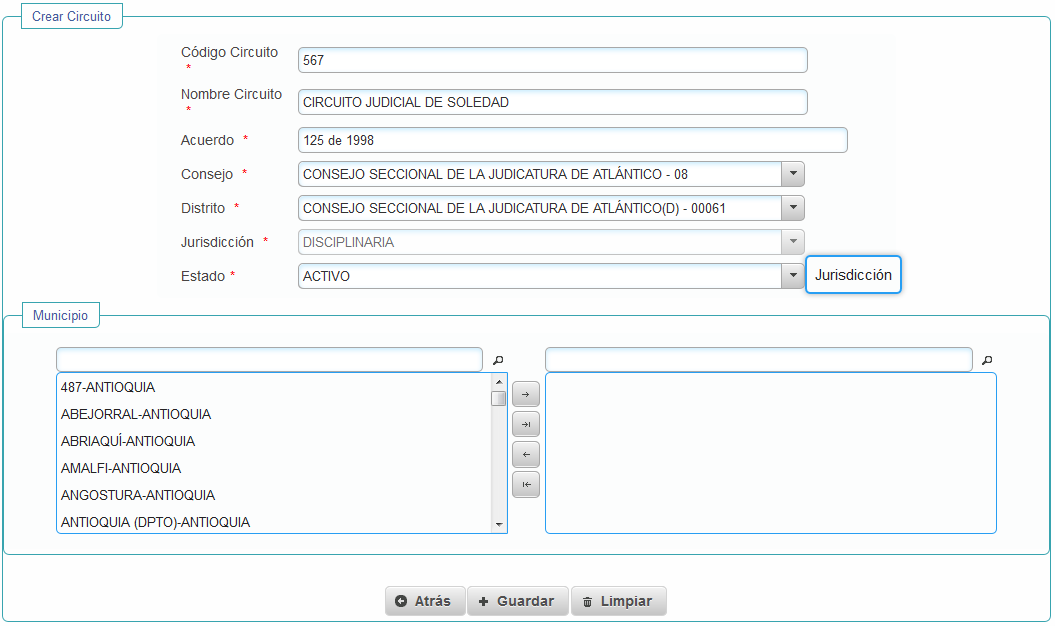 Crear Circuito
Código Circuito *
567
Nombre Circuito *
CIRCUITO JUDICIAL DE SOLEDAD
Acuerdo *
125 de 1998
Consejo *
CONSEJO SECCIONAL DE LA JUDICATURA DE ATLÁNTICO - 08
Distrito *
CONSEJO SECCIONAL DE LA JUDICATURA DE ATLÁNTICO(D) - 00061
Jurisdicción *
DISCIPLINARIA
Estado *
ACTIVO
Jurisdicción
Municipio
487-ANTIOQUIA
ABEJORRAL-ANTIOQUIA
ABRIAQUÍ-ANTIOQUIA
AMALFI-ANTIOQUIA
ANGOSTURA-ANTIOQUIA
ANTIOQUIA (DPTO)-ANTIOQUIA
Atrás
Guardar
Limpiar